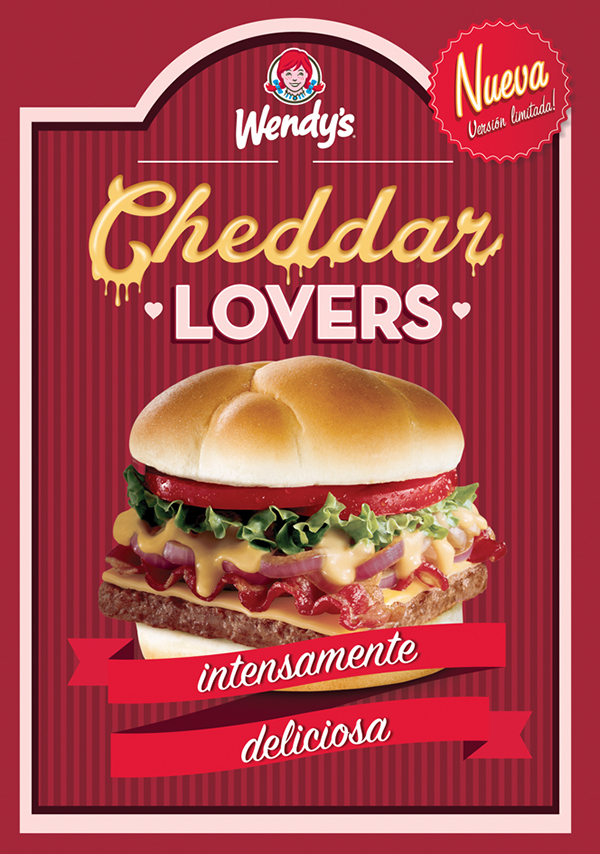 Wendy's
Nueva
Versión limitada!
Cheddar
LOVERS
intensamente
deliciosa